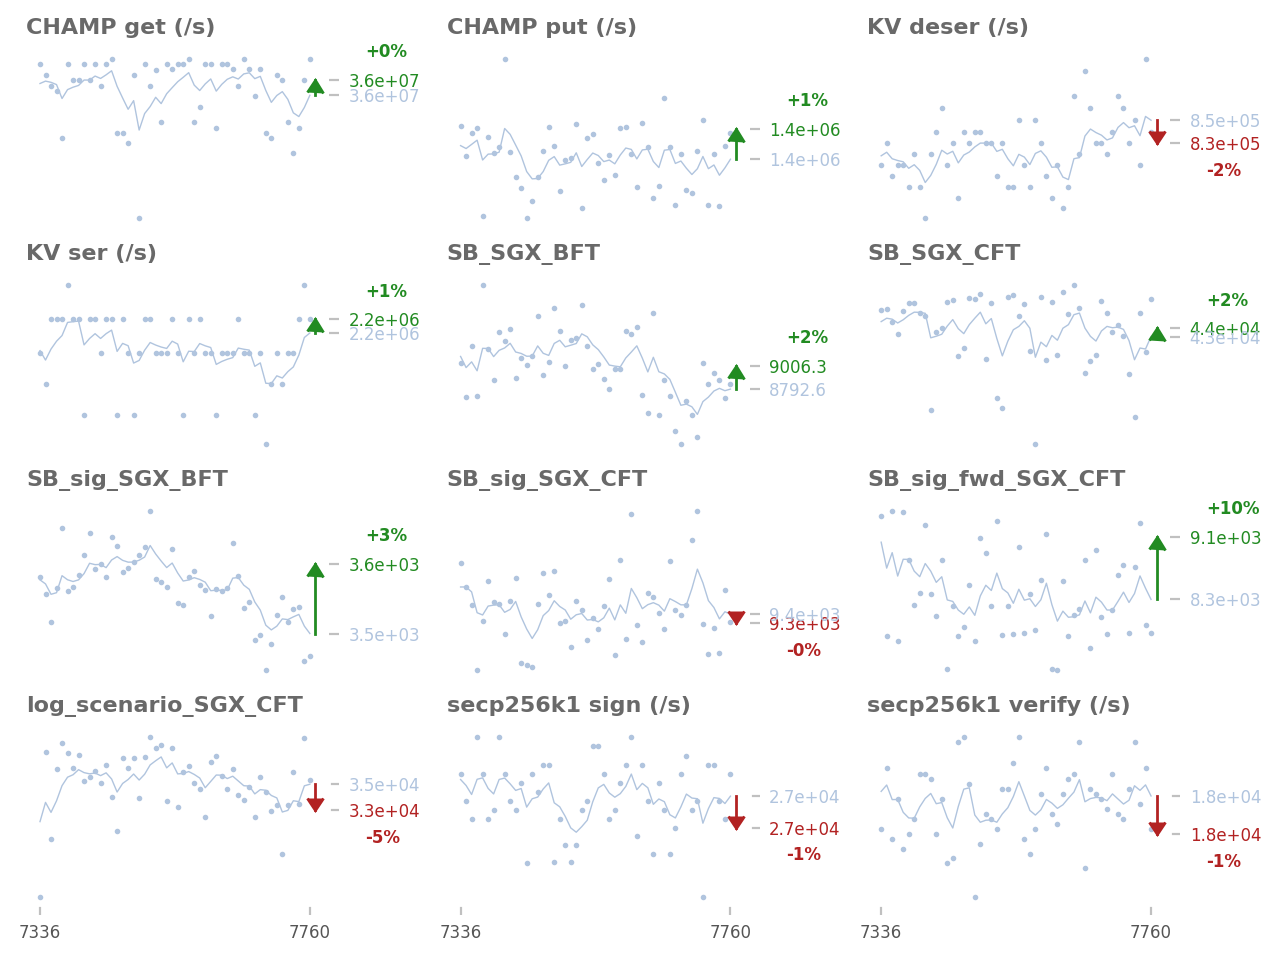 CHAMP get (/s)
+0%
3.6e+07
3.6e+07
CHAMP put (/s)
+1%
1.4e+06
1.4e+06
KV deser (/s)
8.5e+05
8.3e+05
-2%
KV ser (/s)
+1%
2.2e+06
2.2e+06
SB_SGX_BFT
+2%
9006.3
8792.6
SB_SGX_CFT
+2%
4.4e+04
4.3e+04
SB_sig_SGX_BFT
+3%
3.6e+03
3.5e+03
SB_sig_SGX_CFT
9.4e+03
9.3e+03
-0%
SB_sig_fwd_SGX_CFT
+10%
9.1e+03
8.3e+03
log_scenario_SGX_CFT
3.5e+04
3.3e+04
-5%
7336
7760
secp256k1 sign (/s)
2.7e+04
2.7e+04
-1%
7336
7760
secp256k1 verify (/s)
1.8e+04
1.8e+04
-1%
7336
7760